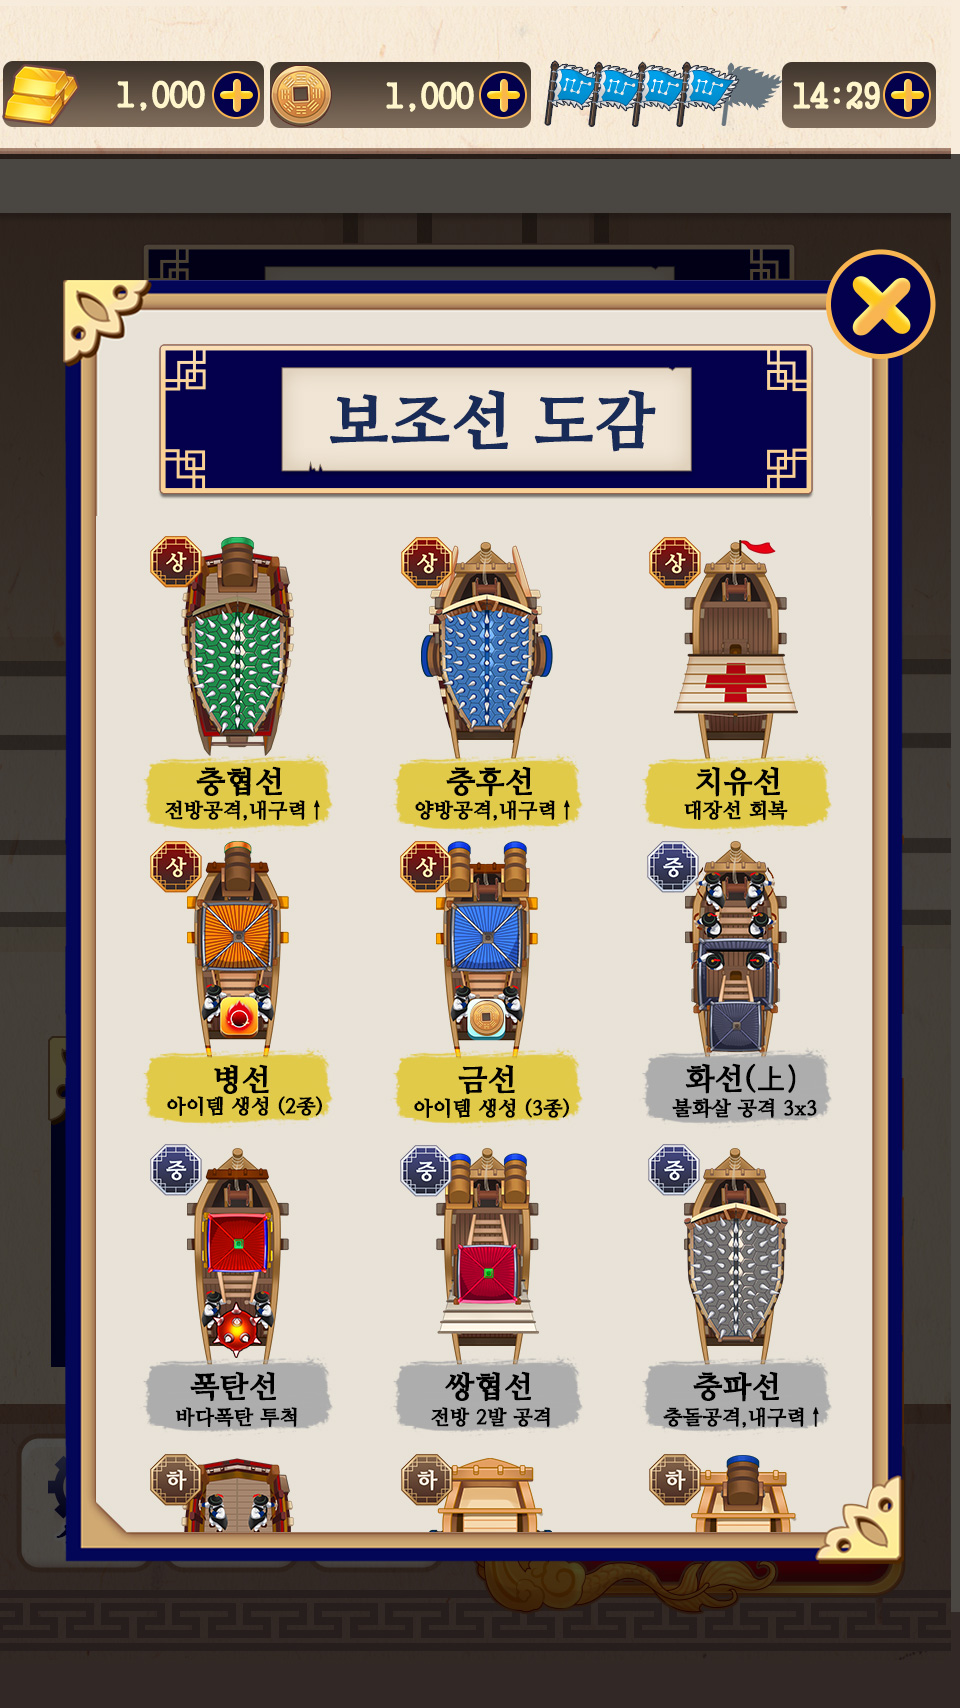 1,000
1,000
14:29
보조선 도감
상
상
상
충협선
전방공격,내구력↑
충후선
양방공격,내구력↑
치유선
대장선 회복
상
상
중
병선
아이템 생성 (2종)
금선
아이템 생성 (3종)
화선(上)
불화살 공격 3x3
중
중
중
폭탄선
바다폭탄 투척
쌍협선
전방 2발 공격
충파선
충돌공격,내구력↑
하
하
하